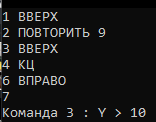 1 ВВЕРХ
2 ПОВТОРИТЬ 9
3 ВВЕРХ
4 КЦ
6 ВПРАВО
7
Команда 3 : Y > 10